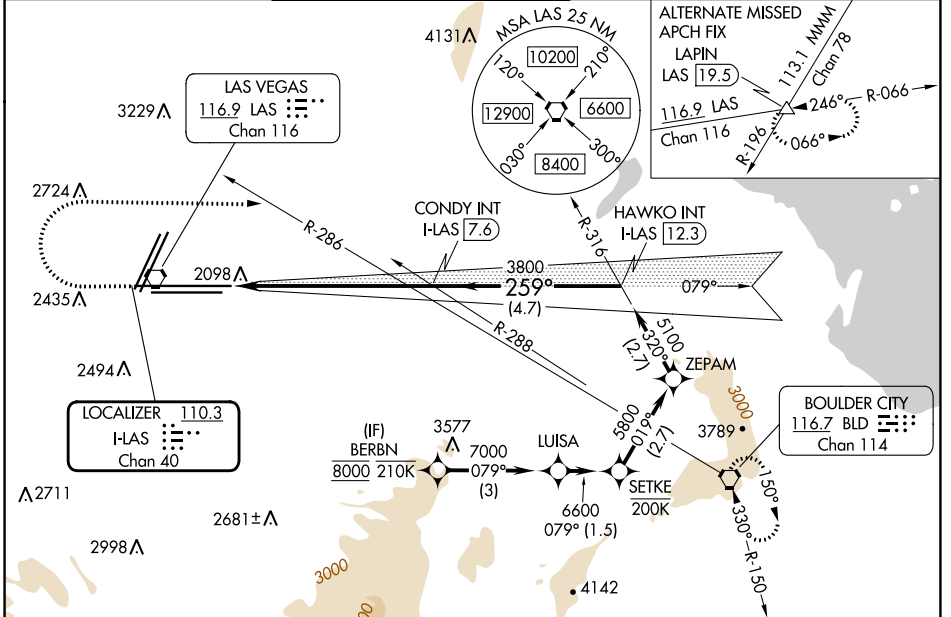 4131
MSA LAS 25 NM
10200
120°
210°
12900
6600
030°
300°
8400
ALTERNATE MISSED
APCH FIX
LAPIN
LAS 19.5
113.1 MMM
Chan 78
116.9 LAS
Chan 116
246°
R-066
066°
R-196
LAS VEGAS
116.9 LAS
Chan 116
3229
2724
R-286
CONDY INT
I-LAS 7.6
R-316
HAWKO INT
I-LAS 12.3
2098
3800
259°
(4.7)
079°
2435
R-288
5100
320°
(2.7)
ZEPAM
2494
LOCALIZER 110.3
I-LAS
Chan 40
3000
3789
BOULDER CITY
116.7 BLD
Chan 114
(IF)
BERBN
8000 210K
3577
7000
079°
(3)
LUISA
5800
019°
(2.7)
SETKE
200K
6600
079° (1.5)
150°
330°
R-150
2711
2681±
2998
3000
4142